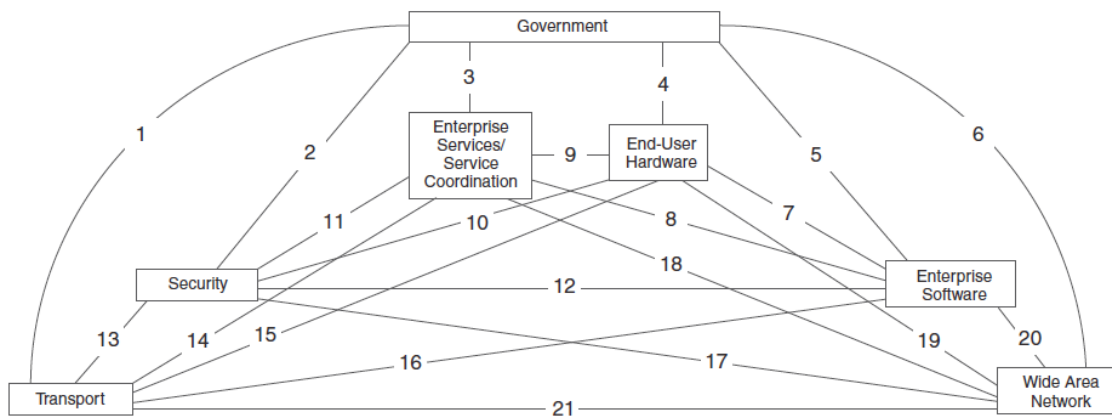 Government
3
4
1
6
Enterprise
Services/
Service
Coordination
End-User
Hardware
2
9
5
11
10
8
7
18
Security
12
Enterprise
Software
13
14
15
16
17
19
20
Transport
Wide Area
Network
21